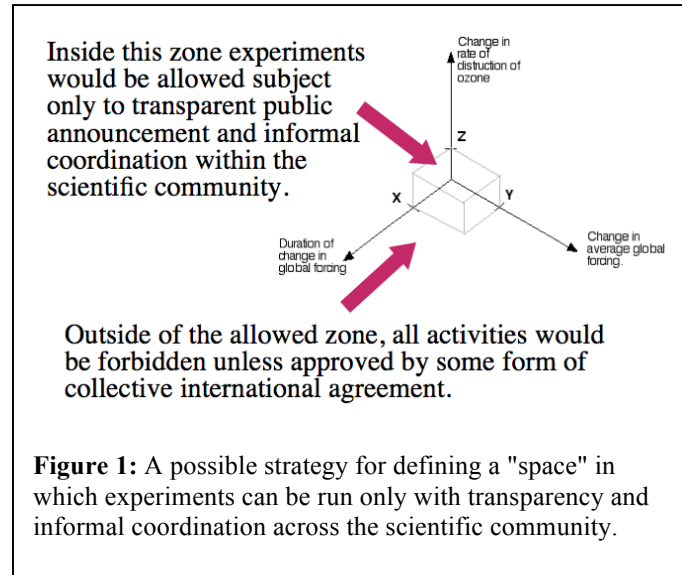 Inside this zone experiments
would be allowed subject
only to transparent public
announcement and informal
coordination within the
scientific community.
Change in
rate of
distruction of
ozone
Z
X
Y
Duration of
change in
global forcing
Change in
average global
forcing.
Outside of the allowed zone, all activities would
be forbidden unless approved by some form of
collective international agreement.
Figure 1: A possible strategy for defining a "space" in
which experiments can be run only with transparency and
informal coordination across the scientific community.